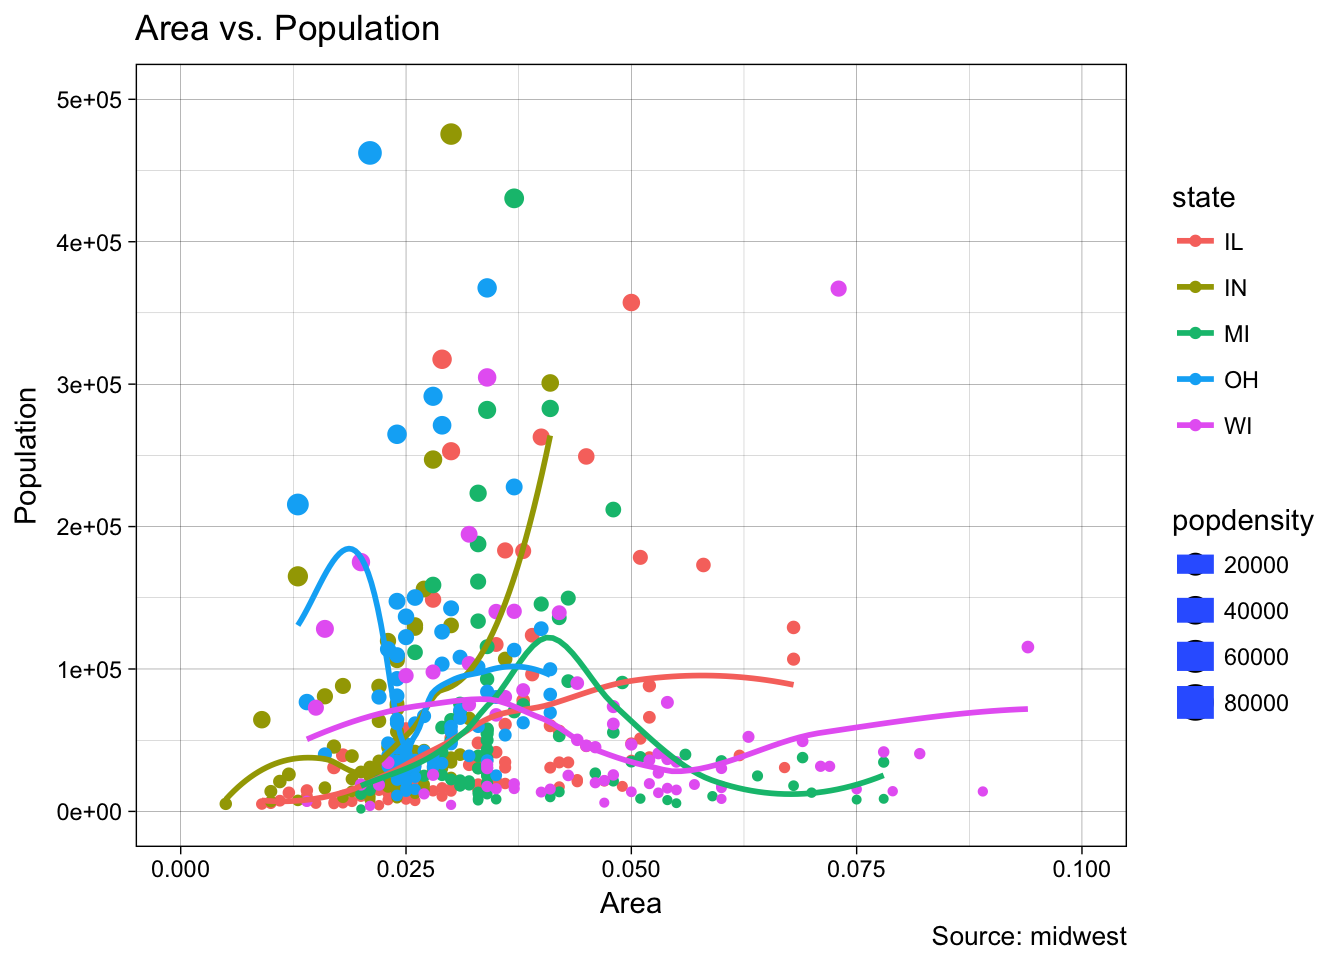 Area vs. Population
5e+05
4e+05
3e+05
2e+05
1e+05
0e+00
Population
0.000 0.025 0.050 0.075 0.100
Area
Source: midwest
state
IL
IN
MI
OH
WI
popdensity
20000
40000
60000
80000